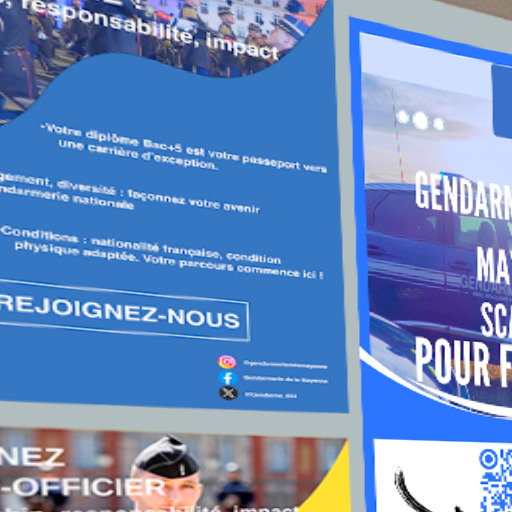 , responsabilité, impact
-Votre diplôme Bac+5 est votre passeport vers
une carrière d'exception.
gement, diversité : façonnez votre avenir
ndarmerie nationale
Conditions : nationalité française, condition
physique adaptée. Votre parcours commence ici !
REJOIGNEZ-NOUS
Gendarmerie de la Mayenne
NEZ
-OFFICIER
responsabilité, impact
GENDARM
MAY
SCA
POUR F